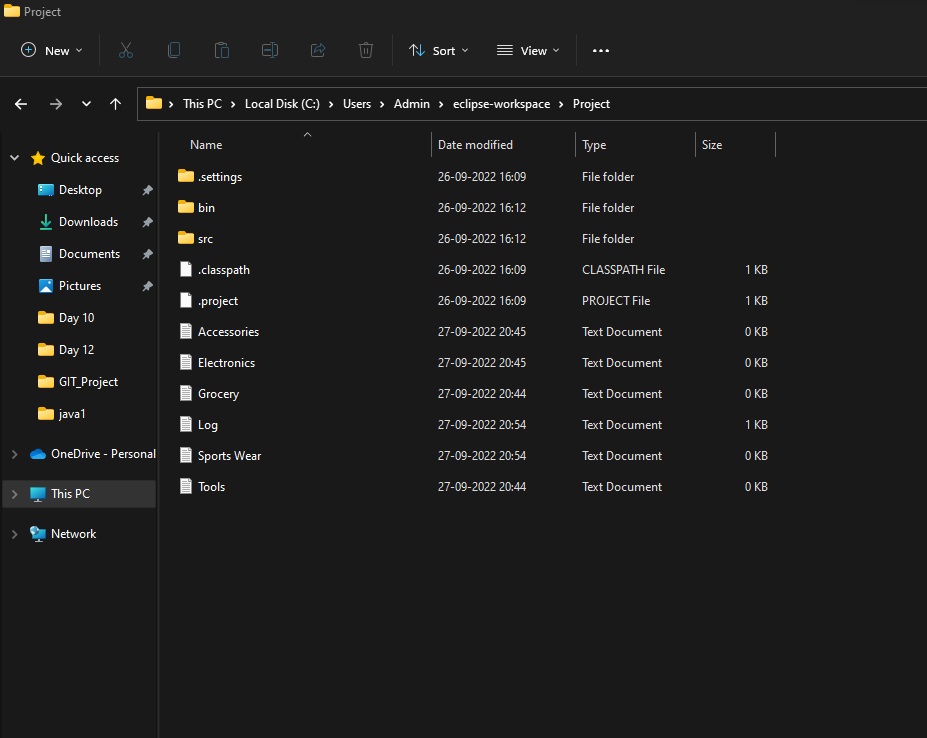 Project
New Sort View
This PC > Local Disk (C:) > Users > Admin > eclipse-workspace > Project
Name Date modified Type Size
Quick access
Desktop
Downloads
Documents
Pictures
Day 10
Day 12
GIT_Project
java1
OneDrive - Personal
This PC
Network
.settings 26-09-2022 16:09 File folder
bin 26-09-2022 16:12 File folder
src 26-09-2022 16:12 File folder
.classpath 26-09-2022 16:09 CLASSPATH File 1 KB
.project 26-09-2022 16:09 PROJECT File 1 KB
Accessories 27-09-2022 20:45 Text Document 0 KB
Electronics 27-09-2022 20:45 Text Document 0 KB
Grocery 27-09-2022 20:44 Text Document 0 KB
Log 27-09-2022 20:54 Text Document 1 KB
Sports Wear 27-09-2022 20:54 Text Document 0 KB
Tools 27-09-2022 20:44 Text Document 0 KB